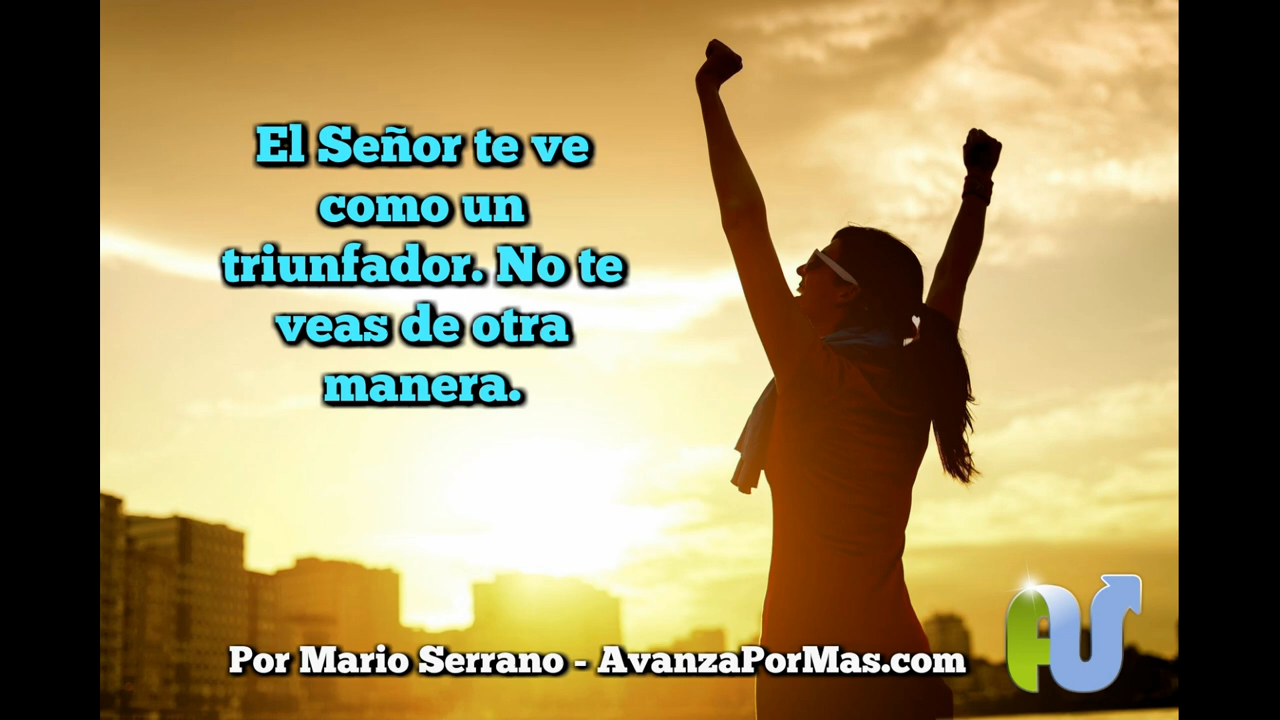 El Señor te ve
como un
triunfador. No te
veas de otra
manera.
Por Mario Serrano - AvanzaPorMas.com